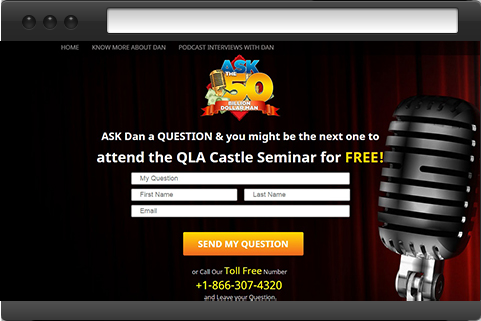 HOME KNOW MORE ABOUT DAN PODCAST INTERVIEWS WITH DAN
ASK
THE
50
BILLION
DOLLAR MAN
ASK Dan a QUESTION & you might be the next one to
attend the QLA Castle Seminar for FREE!
My Question
First Name Last Name
Email
SEND MY QUESTION
or Call Our Toll Free Number
+1-866-307-4320
and Leave your Question.